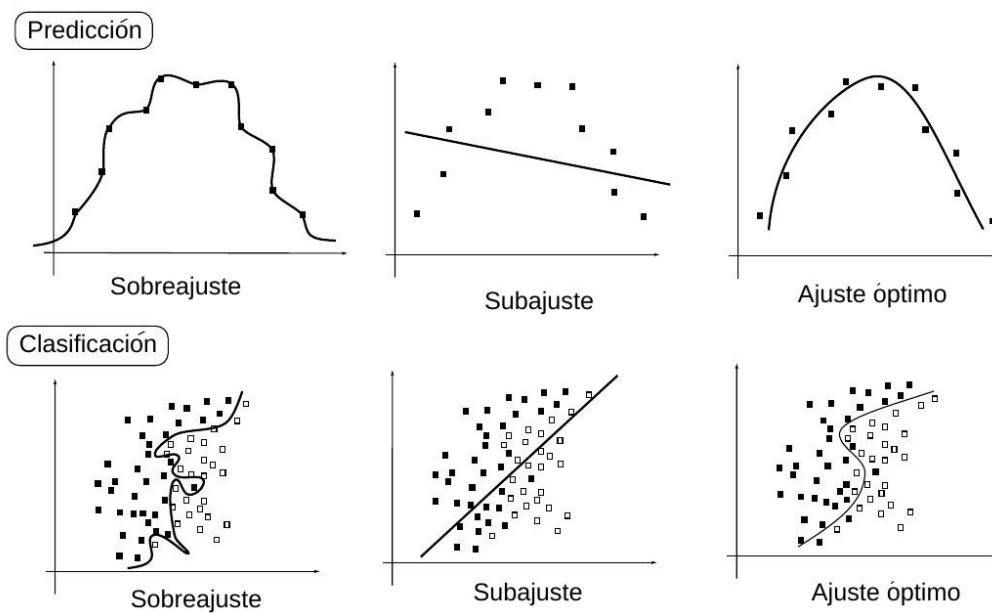 Predicción
Sobreajuste
Subajuste
Ajuste óptimo
Clasificación
Sobreajuste
Subajuste
Ajuste óptimo